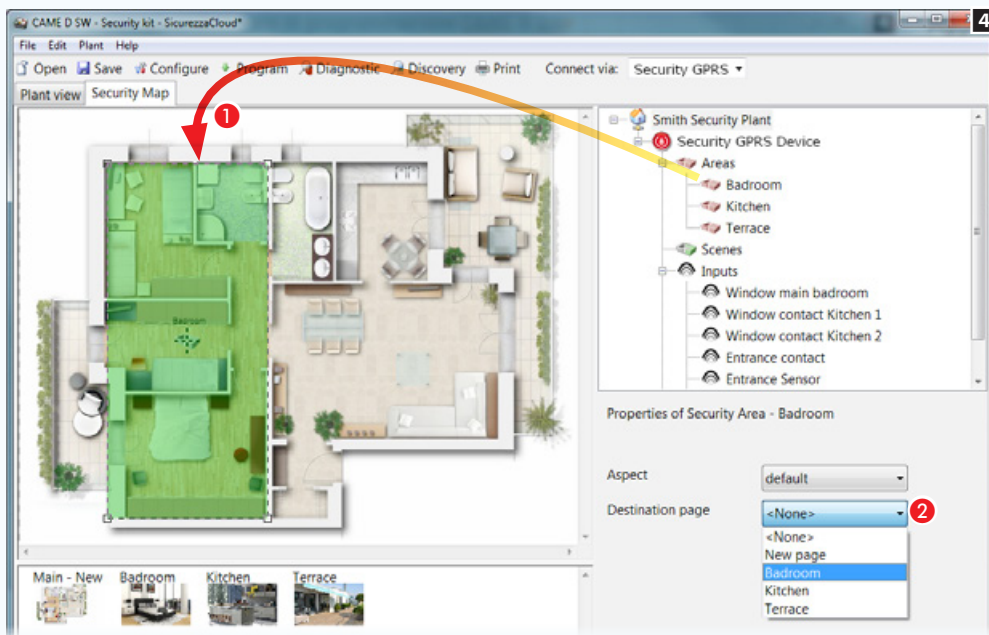 CAME D SW - Security kit - SicurezzaCloud*
4
File Edit Plant Help
Open Save Configure Program Diagnostic Discovery Print Connect via: Security GPRS
Plant view Security Map
1
Smith Security Plant
Security GPRS Device
Areas
Badroom
Kitchen
Terrace
Scenes
Inputs
Window main badroom
Window contact Kitchen 1
Window contact Kitchen 2
Entrance contact
Entrance Sensor
Badroom
Properties of Security Area - Badroom
Aspect default
Destination page <None> 2
<None>
New page
Badroom
Kitchen
Terrace
Main - New Badroom Kitchen Terrace